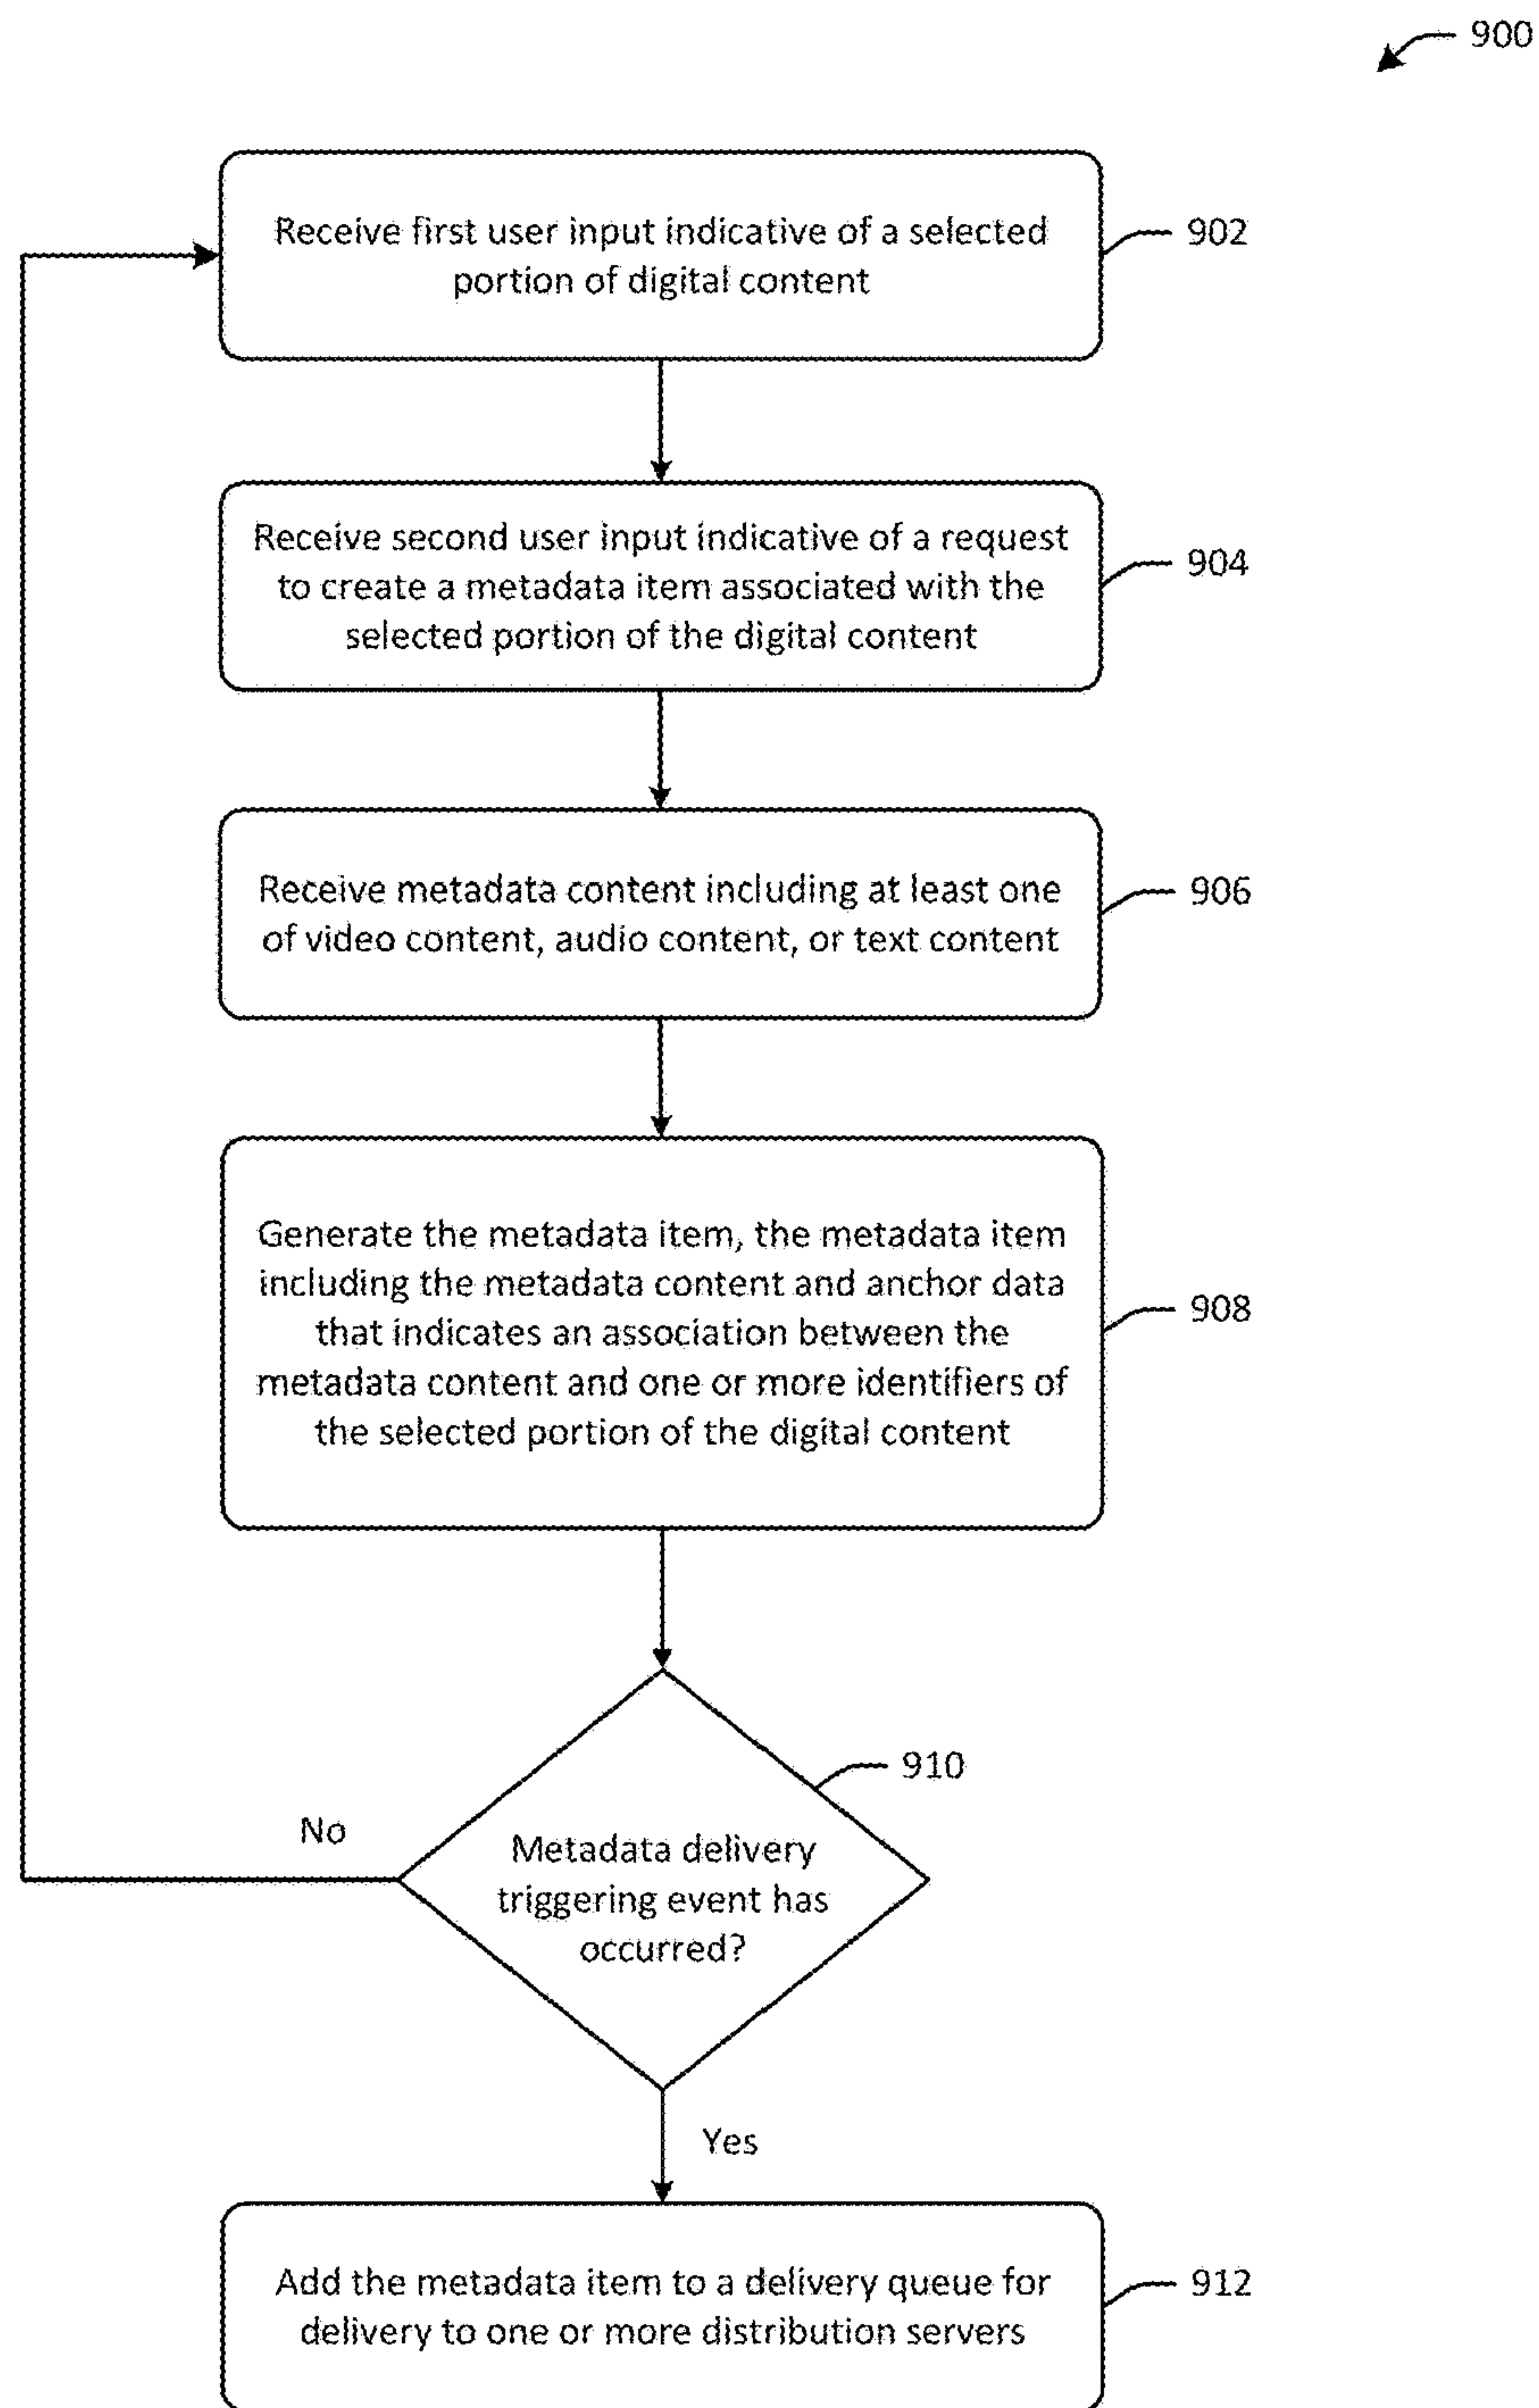 900
Receive first user input indicative of a selected
portion of digital content
902
Receive second user input indicative of a request
to create a metadata item associated with the
selected portion of the digital content
904
Receive metadata content including at least one
of video content, audio content, or text content
906
Generate the metadata item, the metadata item
including the metadata content and anchor data
that indicates an association between the
metadata content and one or more identifiers of
the selected portion of the digital content
908
910
No
Metadata delivery
triggering event has
occurred?
Yes
Add the metadata item to a delivery queue for
delivery to one or more distribution servers
912